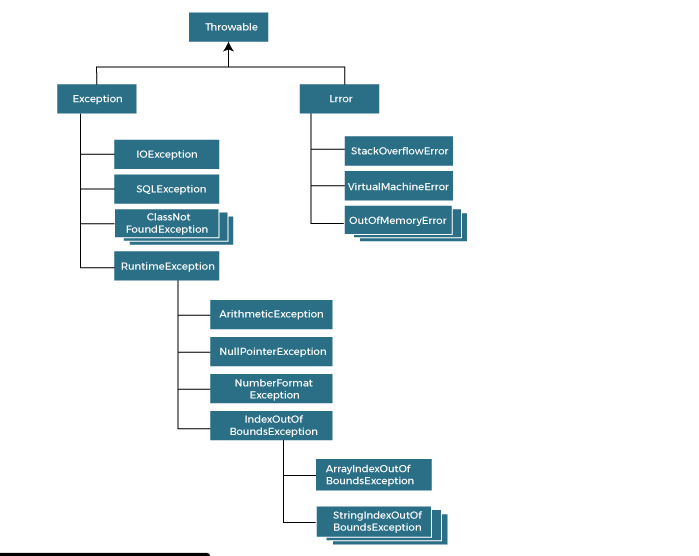 Throwable
Exception
Lrror
IOException
SQLException
ClassNot
FoundException
RuntimeException
StackOverflowError
VirtualMachineError
OutOfMemoryError
ArithmeticException
NullPointerException
NumberFormat
Exception
IndexOutOf
BoundsException
ArrayIndexOutOf
BoundsException
StringIndexOutOf
BoundsException